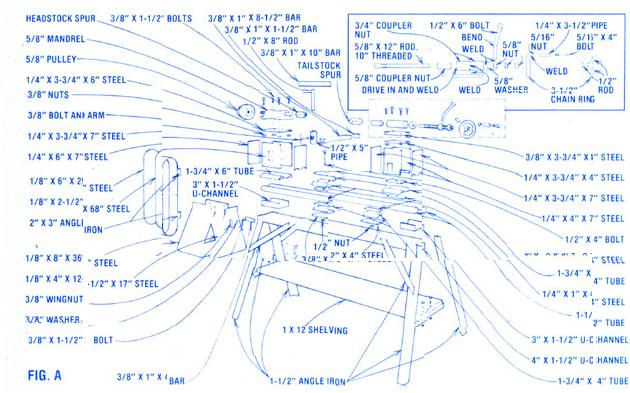 HEADSTOCK SPUR
3/8" X 1-1/2" BOLTS
3/8" X 1" X 8-1/2" BAR
3/8" X 1" X 1-1/2" BAR
1/2" X 8" ROD
3/8" X 1" X 10" BAR
TAILSTOCK
SPUR
5/8" MANDREL
5/8" PULLEY
1/4" X 3-3/4" X 6" STEEL
3/8" NUTS
3/8" BOLT AND ARM
1/4" X 3-3/4" X 7" STEEL
1/4" X 6" X 7" STEEL
1/8" X 6" X
STEEL
1/8" X 2-1/2"
X 68" STEEL
2" X 3" ANGLE
IRON
1/8" X 8" X 36"
STEEL
1/8" X 4" X 12-1/2" X 17" STEEL
3/8" WINGNUT
3/8" WASHER
3/8" X 1-1/2" BOLT
FIG. A
3/8" X 1" X
BAR
1-3/4" X 6" TUBE
3" X 1-1/2"
U-CHANNEL
1/2" X 5"
PIPE
1/2" NUT
2" X 4" STEEL
1 X 12 SHELVING
1-1/2" ANGLE IRON
3/4" COUPLER
NUT
1/2" X 6" BOLT
BEND
WELD
1/4" X 3-1/2" PIPE
5/16"
NUT
5/16" X 4"
BOLT
5/8" X 12" ROD,
10" THREADED
5/8"
NUT
5/8" COUPLER NUT
DRIVE IN AND WELD
WELD
5/8"
WASHER
WELD
3-1/2"
CHAIN RING
1/2"
ROD
3/8" X 3-3/4" X 1" STEEL
1/4" X 3-3/4" X 4" STEEL
1/4" X 3-3/4" X 7" STEEL
1/4" X 4" X 7" STEEL
1/2" X 4" BOLT
STEEL
1-3/4" X
4" TUBE
1/4" X 1" X
STEEL
1-1/
2" TUBE
3" X 1-1/2" U-CHANNEL
4" X 1-1/2" U-CHANNEL
1-3/4" X 4" TUBE